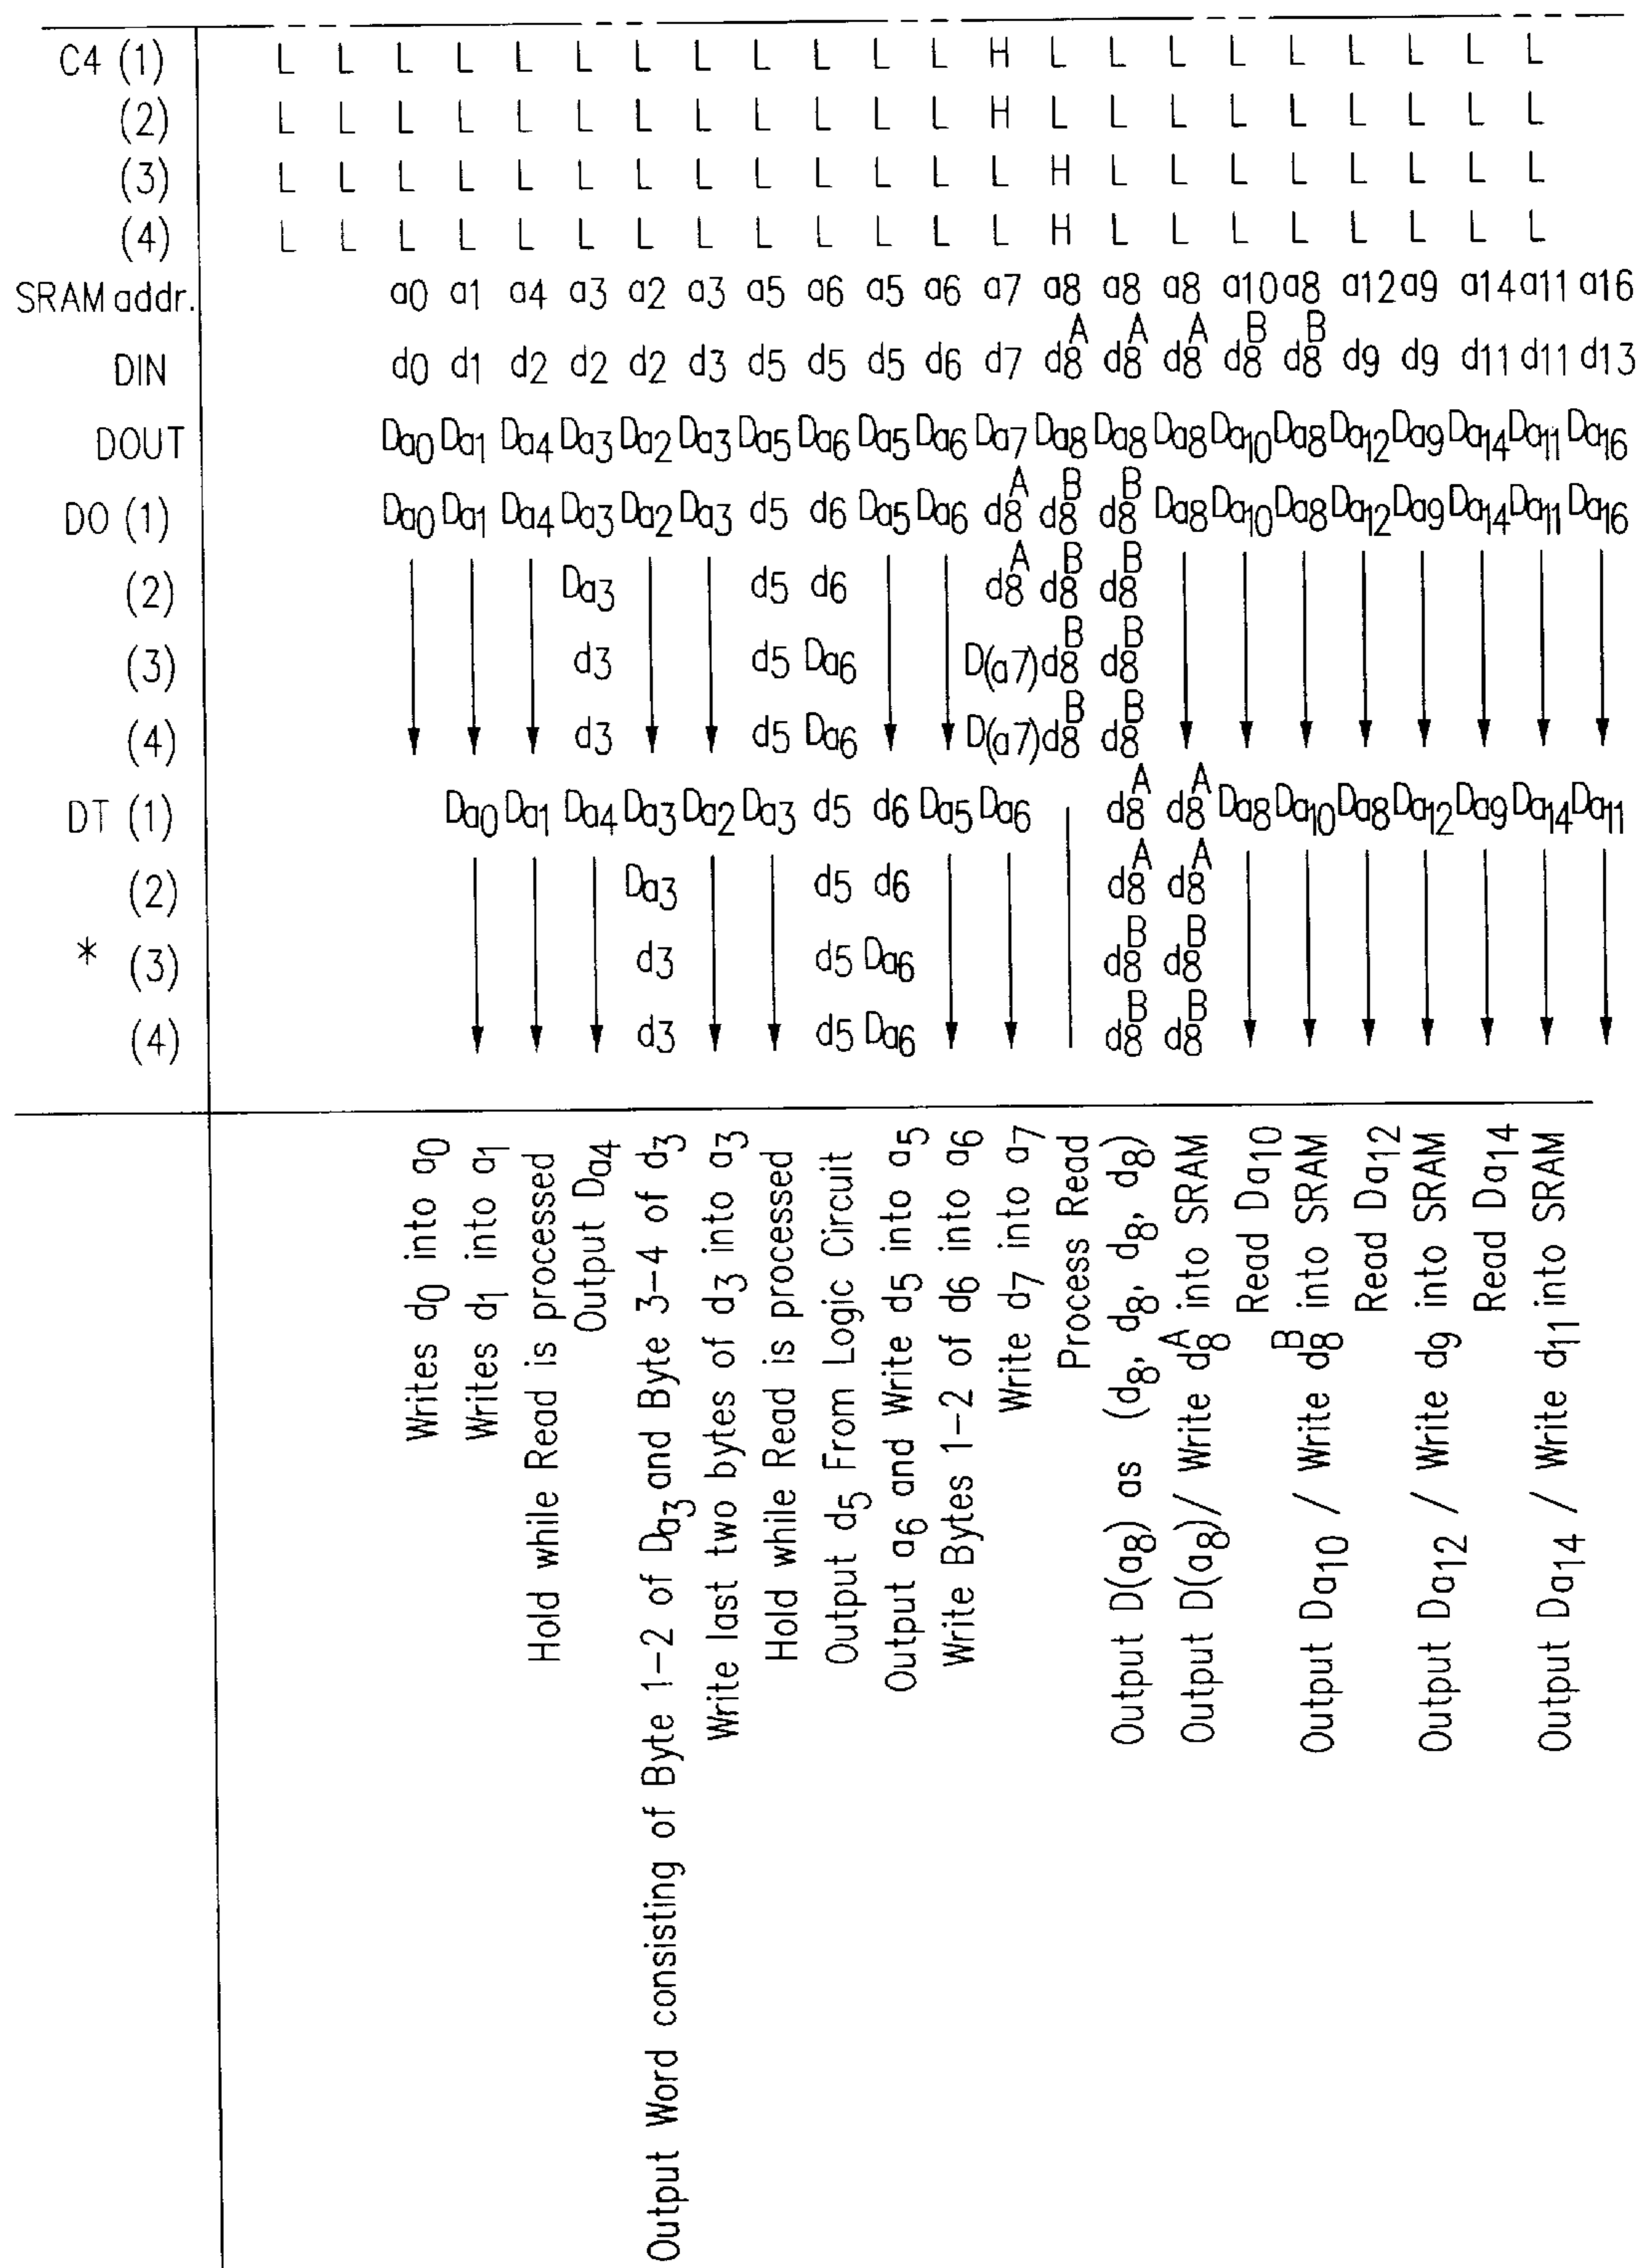 C4 (1) L L L L L L L L L L L L H L L L L L L L L L
(2) L L L L L L L L L L L L H L L L L L L L L L
(3) L L L L L L L L L L L L L H L L L L L L L L
(4) L L L L L L L L L L L L L H L L L L L L L L
SRAM addr. a0 a1 a4 a3 a2 a3 a5 a6 a5 a6 a7 a8 a8 a8 a10 a8 a12 a9 a14 a11 a16
DIN d0 d1 d2 d2 d2 d3 d5 d5 d5 d6 d7 d8A d8A d8A d8B d8B d9 d9 d11 d11 d13
DOUT Da0 Da1 Da4 Da3 Da2 Da3 Da5 Da6 Da5 Da6 Da7 Da8 Da8 Da8 Da10 Da8 Da12 Da9 Da14 Da11 Da16
DO (1) Da0 Da1 Da4 Da3 Da2 Da3 d5 d6 Da5 Da6 d8A d8B d8B Da8 Da10 Da8 Da12 Da9 Da14 Da11 Da16
(2) Da3 d5 d6 d8A d8B d8B
(3) d3 d5 Da6 D(a7) d8B d8B
(4) d3 d5 Da6 D(a7) d8B d8B
DT (1) Da0 Da1 Da4 Da3 Da2 Da3 d5 d6 Da5 Da6 d8A d8A Da8 Da10 Da8 Da12 Da9 Da14 Da11
(2) Da3 d5 d6 d8A d8A
* (3) d3 d5 Da6 d8B d8B
(4) d3 d5 Da6 d8B d8B
Writes d0 into a0
Writes d1 into a1
Hold while Read is processed
Output Da4
Output Word consisting of Byte 1-2 of Da3 and Byte 3-4 of d3
Write last two bytes of d3 into a3
Hold while Read is processed
Output d5 From Logic Circuit
Output a6 and Write d5 into a5
Write Bytes 1-2 of d6 into a6
Write d7 into a7
Process Read
Output D(a8) as (d8, d8, d8, d8)
Output D(a8)/ Write d8A into SRAM
Read Da10
Output Da10 / Write d8B into SRAM
Read Da12
Output Da12 / Write d9 into SRAM
Read Da14
Output Da14 / Write d11 into SRAM